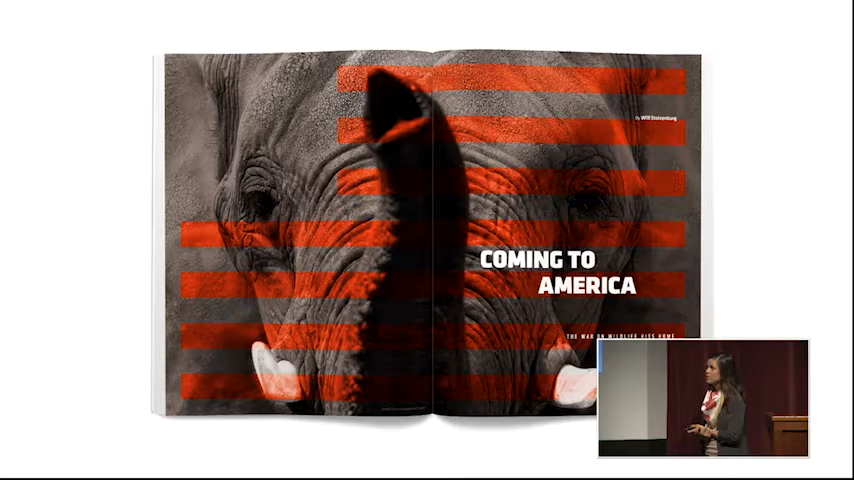 by Will Stolzenburg
COMING TO
AMERICA
THE WAR ON WILDLIFE HITS HOME